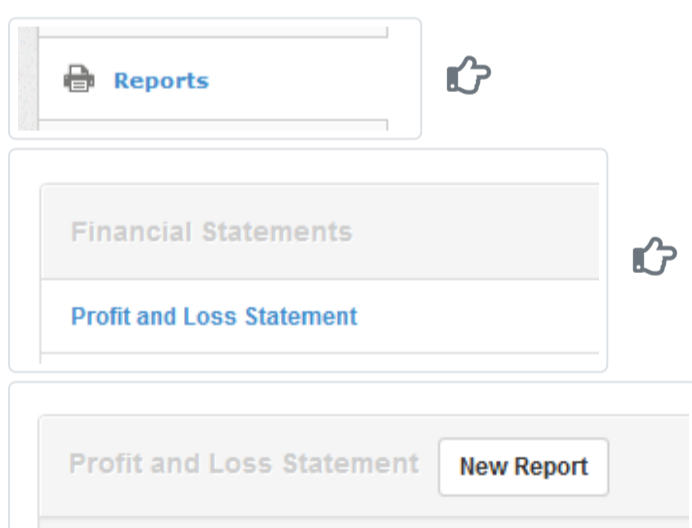 Reports
Financial Statements
Profit and Loss Statement
Profit and Loss Statement New Report